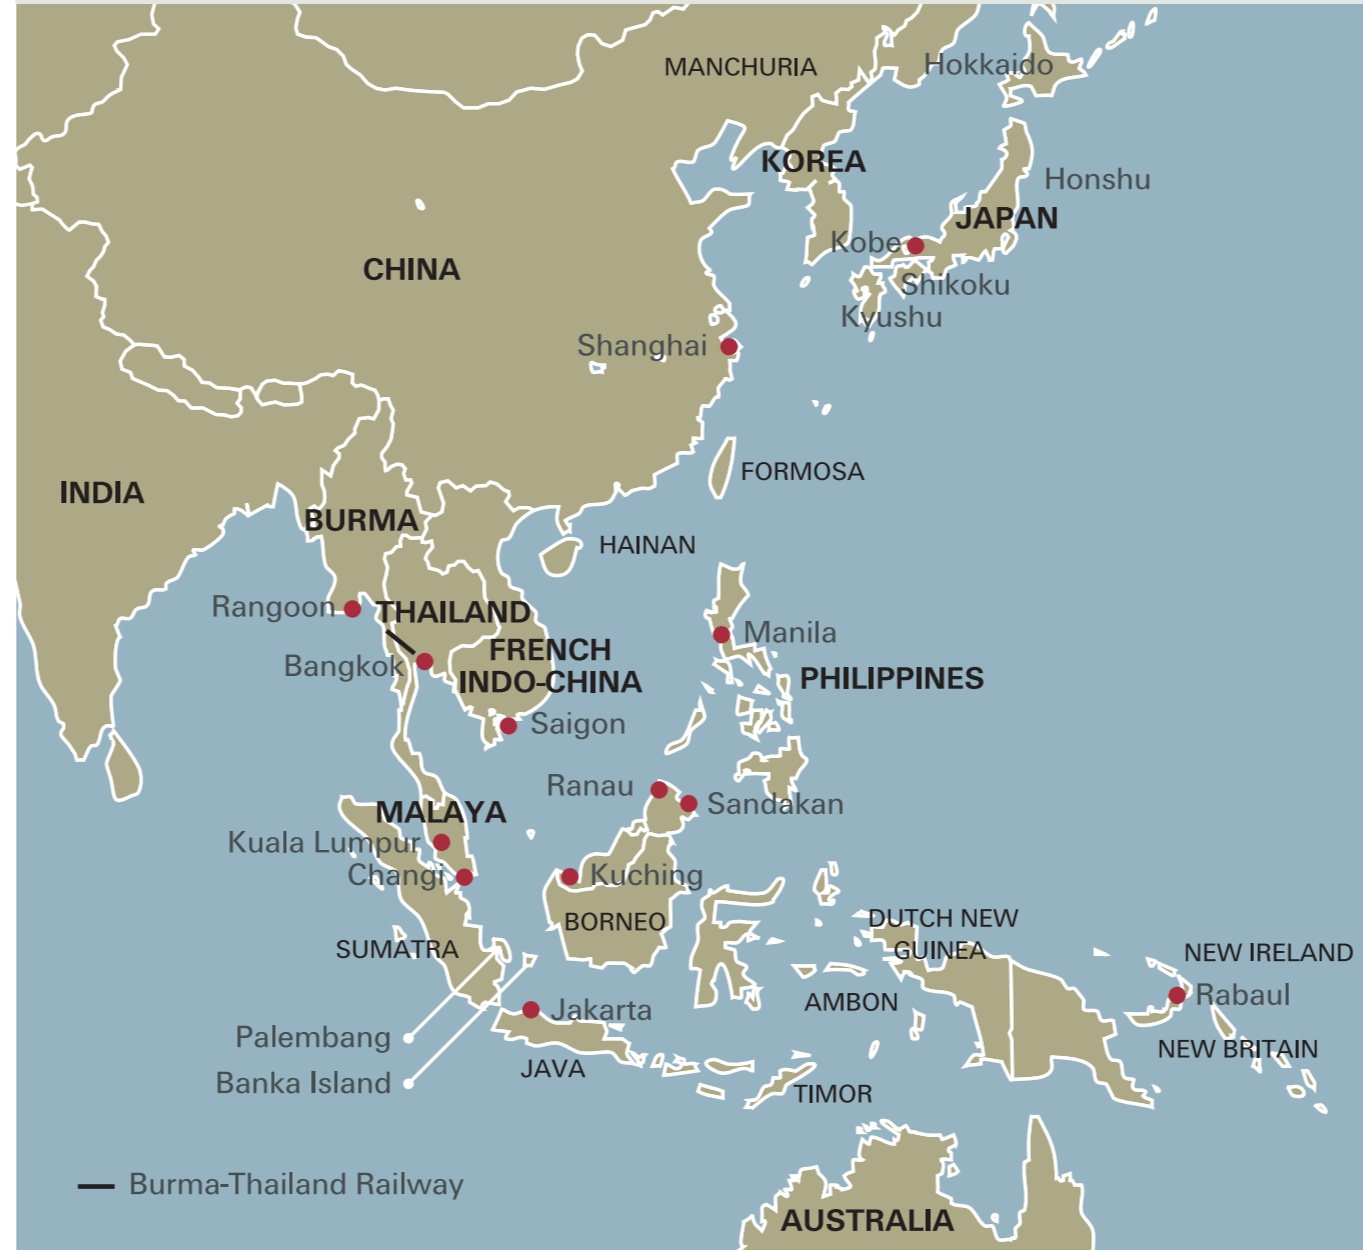 MANCHURIA
Hokkaido
KOREA
Honshu
JAPAN
Kobe
Shikoku
Kyushu
CHINA
Shanghai
FORMOSA
INDIA
BURMA
HAINAN
Rangoon
THAILAND
Manila
FRENCH
INDO-CHINA
Bangkok
PHILIPPINES
Saigon
Ranau
Sandakan
MALAYA
Kuala Lumpur
Changi
Kuching
BORNEO
DUTCH NEW
GUINEA
SUMATRA
NEW IRELAND
Rabaul
AMBON
Jakarta
Palembang
NEW BRITAIN
JAVA
Banka Island
TIMOR
Burma-Thailand Railway
AUSTRALIA